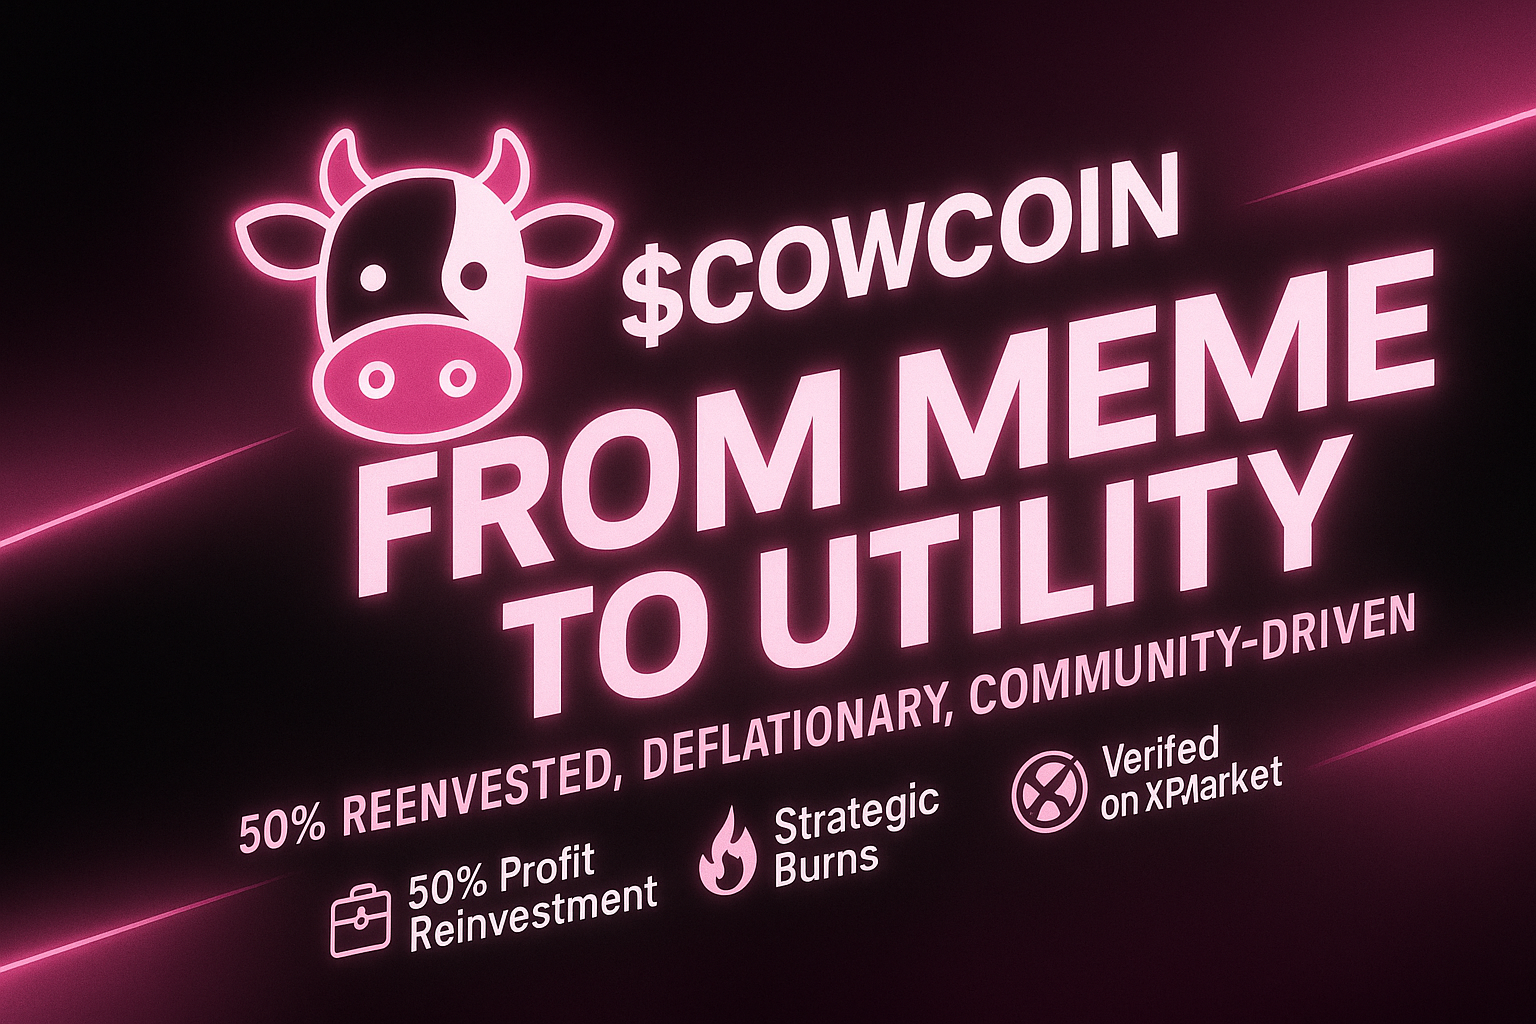 $COWCOIN
FROM MEME
TO UTILITY
50% REENVESTED, DEFLATIONARY, COMMUNITY-DRIVEN
50% Profit
Reinvestment
Strategic
Burns
Verifed
on XPMarket